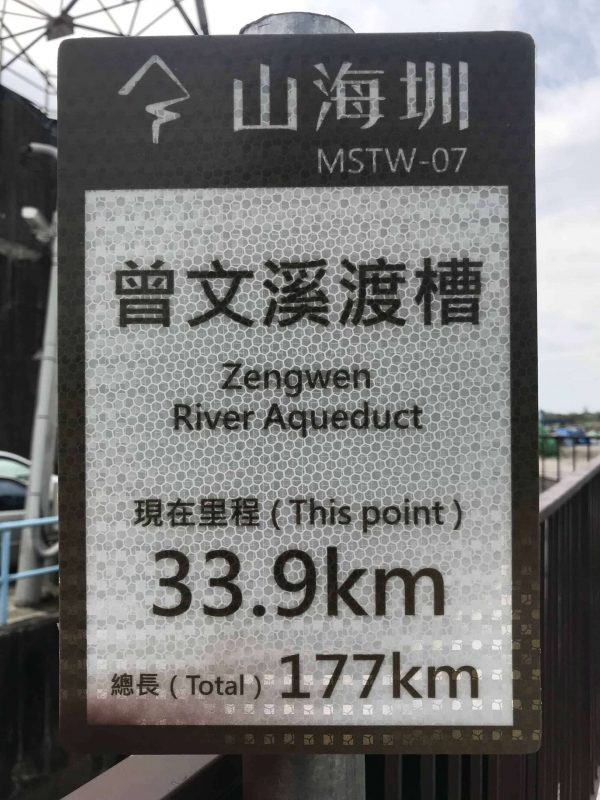 山海圳
MSTW-07
曾文溪渡槽
Zengwen
River Aqueduct
現在里程 ( This point )
33.9km
總長 ( Total ) 177km